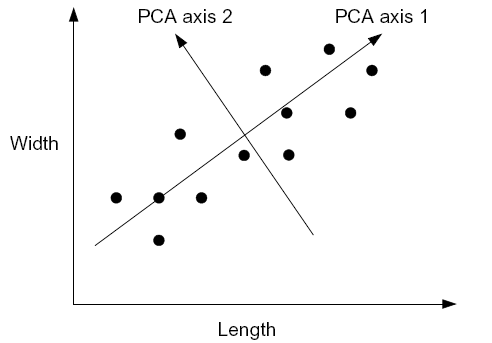 PCA axis 2
PCA axis 1
Width
Length